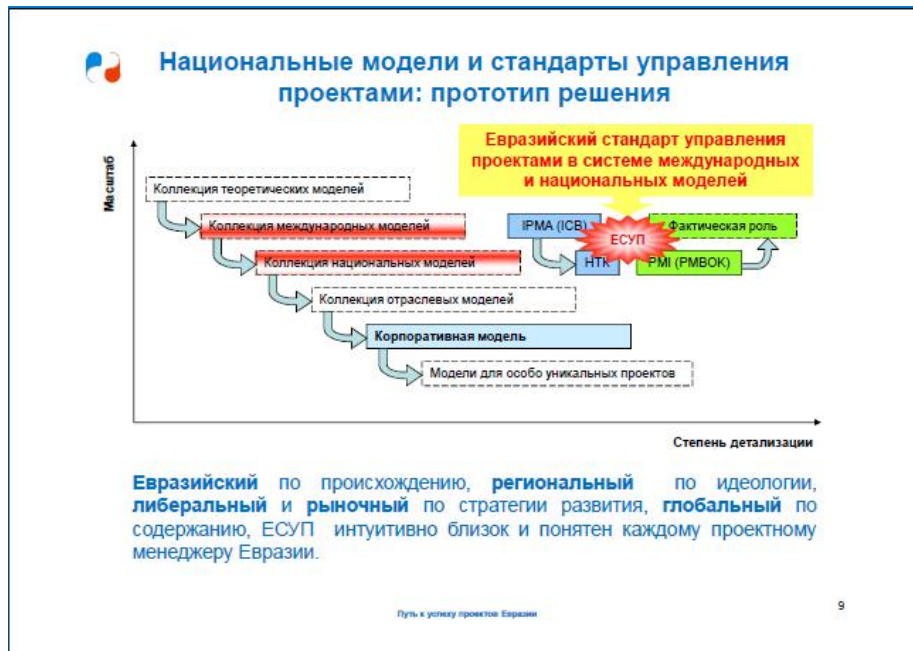 Национальные модели и стандарты управления
проектами: прототип решения
Евразийский стандарт управления
проектами в системе международных
и национальных моделей
Масштаб
Коллекция теоретических моделей
Коллекция международных моделей
IPMA (ICB)
ЕСУП
Фактическая роль
Коллекция национальных моделей
НТК
PMI (PMBOK)
Коллекция отраслевых моделей
Корпоративная модель
Модели для особо уникальных проектов
Степень детализации
Евразийский по происхождению, региональный по идеологии,
либеральный и рыночный по стратегии развития, глобальный по
содержанию, ЕСУП интуитивно близок и понятен каждому проектному
менеджеру Евразии.
Путь к успеху проектов Евразии
9